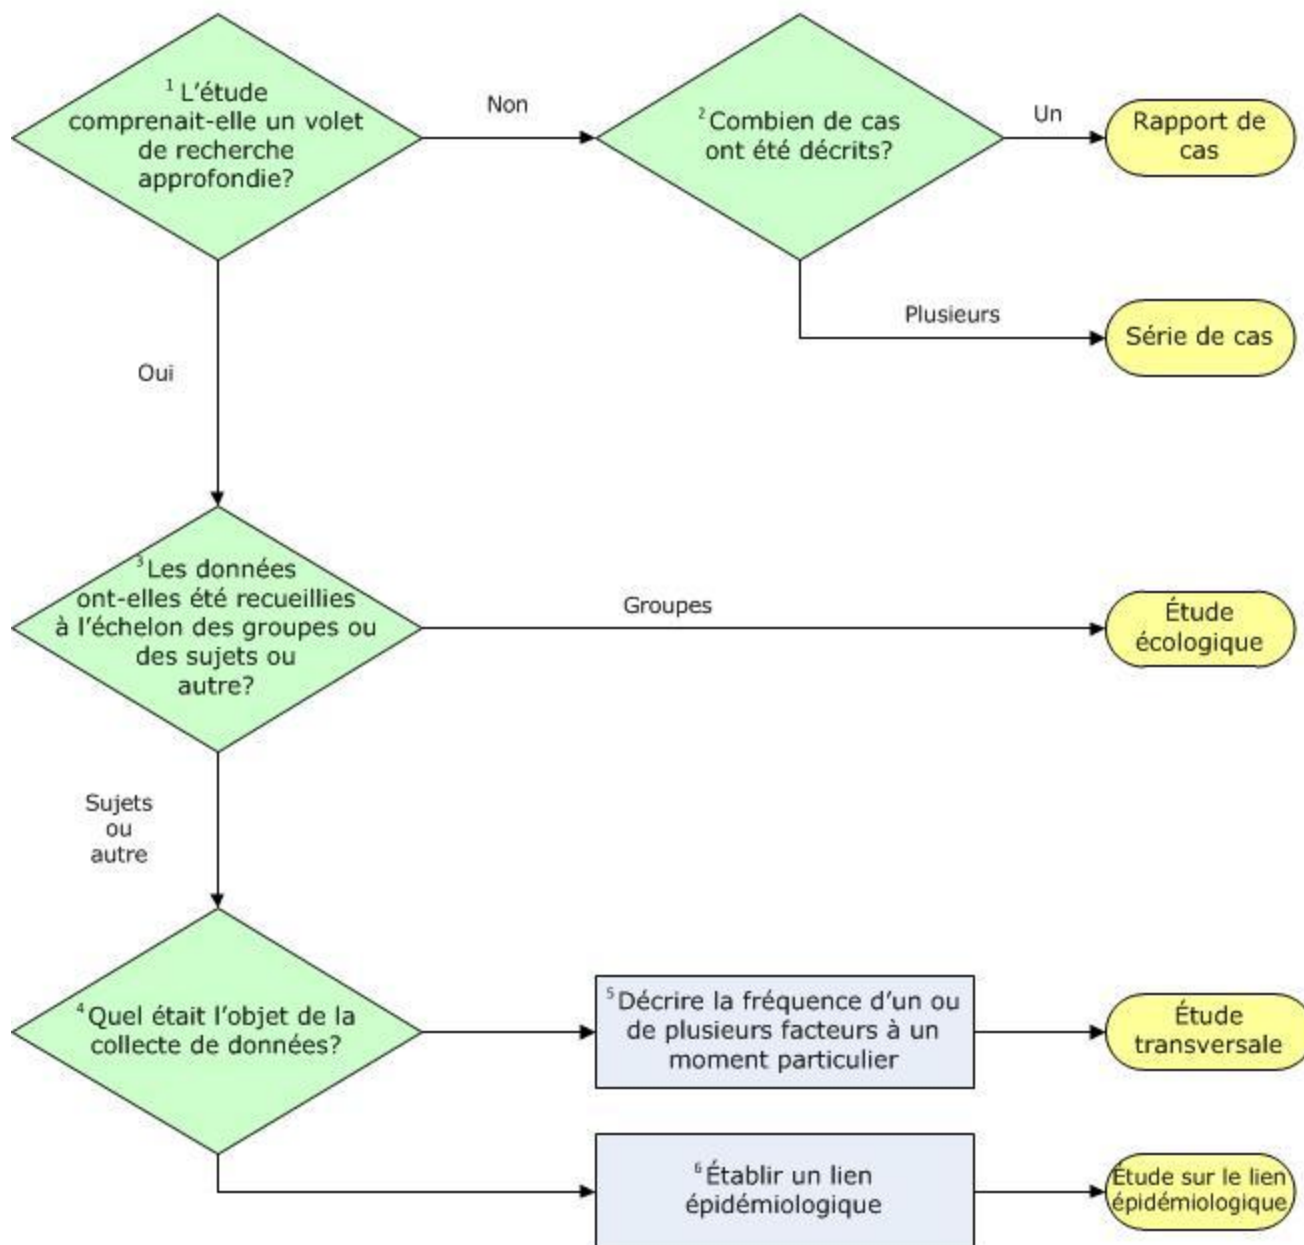 1 L'étude
comprenait-elle un volet
de recherche
approfondie?
Non
2 Combien de cas
ont été décrits?
Un
Rapport de
cas
Plusieurs
Série de cas
Oui
3 Les données
ont-elles été recueillies
à l'échelon des groupes ou
des sujets ou
autre?
Groupes
Étude
écologique
Sujets
ou
autre
4 Quel était l'objet de la
collecte de données?
5 Décrire la fréquence d'un ou
de plusieurs facteurs à un
moment particulier
Étude
transversale
6 Établir un lien
épidémiologique
Étude sur le lien
épidémiologique